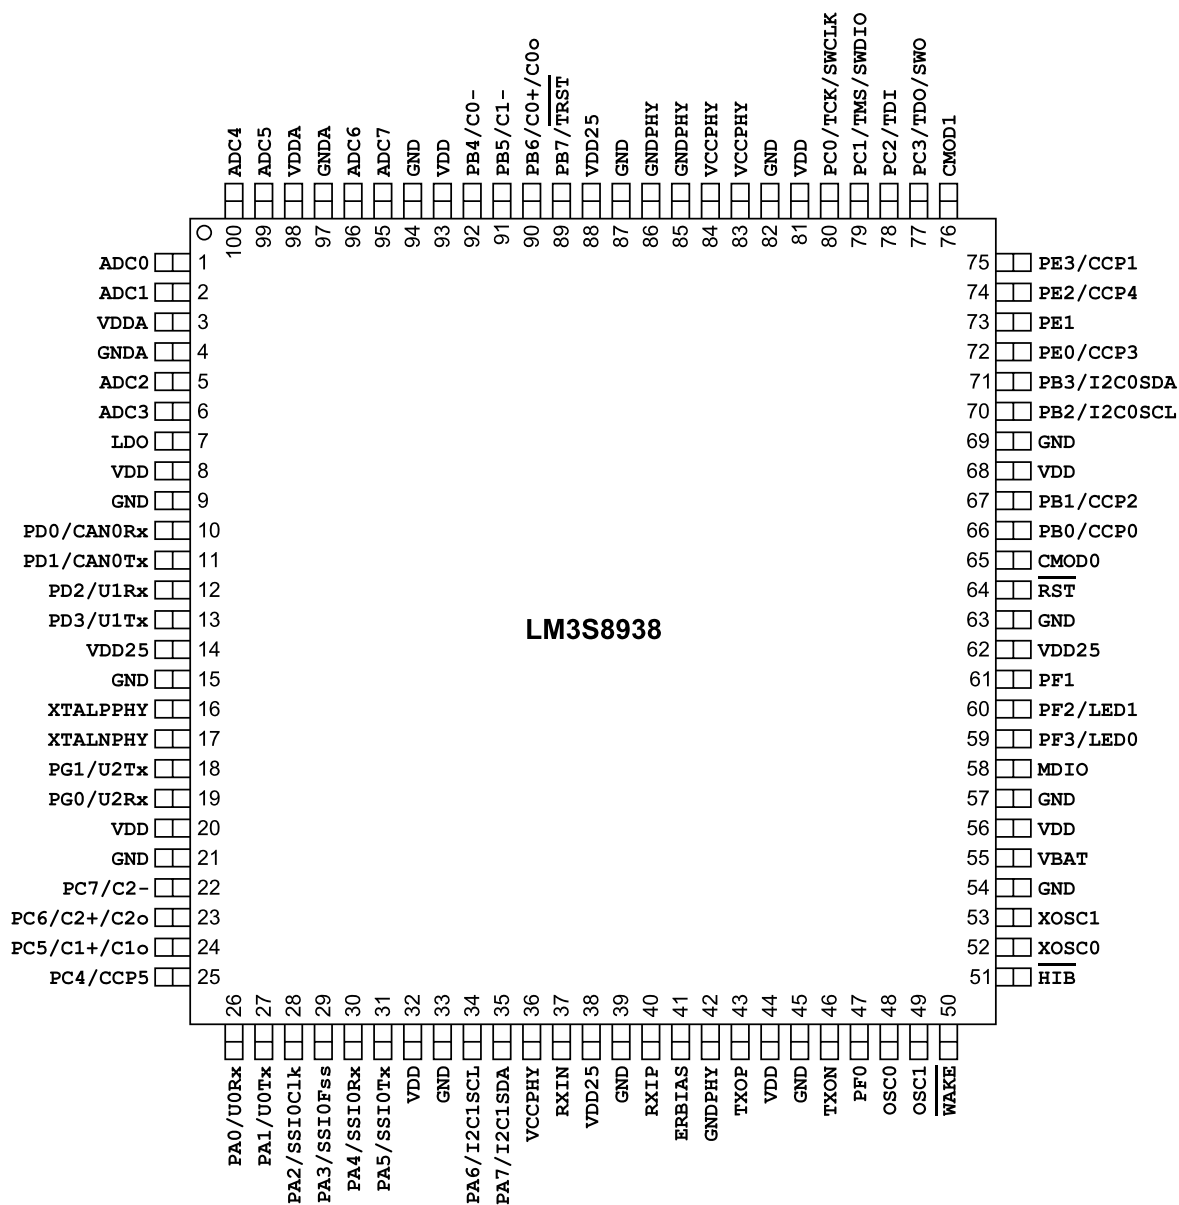 ADC4
ADC5
VDDA
GNDA
ADC6
ADC7
GND
VDD
PB4/C0-
PB5/C1-
PB6/C0+/C0o
PB7/TRST
VDD25
GND
GNDPHY
GNDPHY
VCCPHY
VCCPHY
GND
VDD
PC0/TCK/SWCLK
PC1/TMS/SWDIO
PC2/TDI
PC3/TDO/SWO
CMOD1
100
99
98
97
96
95
94
93
92
91
90
89
88
87
86
85
84
83
82
81
80
79
78
77
76
ADC0 1
ADC1 2
VDDA 3
GNDA 4
ADC2 5
ADC3 6
LDO 7
VDD 8
GND 9
PD0/CAN0Rx 10
PD1/CAN0Tx 11
PD2/U1Rx 12
PD3/U1Tx 13
VDD25 14
GND 15
XTALPPHY 16
XTALNPHY 17
PG1/U2Tx 18
PG0/U2Rx 19
VDD 20
GND 21
PC7/C2- 22
PC6/C2+/C2o 23
PC5/C1+/C1o 24
PC4/CCP5 25
LM3S8938
75 PE3/CCP1
74 PE2/CCP4
73 PE1
72 PE0/CCP3
71 PB3/I2C0SDA
70 PB2/I2C0SCL
69 GND
68 VDD
67 PB1/CCP2
66 PB0/CCP0
65 CMOD0
64 RST
63 GND
62 VDD25
61 PF1
60 PF2/LED1
59 PF3/LED0
58 MDIO
57 GND
56 VDD
55 VBAT
54 GND
53 XOSC1
52 XOSC0
51 HIB
26
27
28
29
30
31
32
33
34
35
36
37
38
39
40
41
42
43
44
45
46
47
48
49
50
PA0/U0Rx
PA1/U0Tx
PA2/SSI0Clk
PA3/SSI0Fss
PA4/SSI0Rx
PA5/SSI0Tx
VDD
GND
PA6/I2C1SCL
PA7/I2C1SDA
VCCPHY
RXIN
VDD25
GND
RXIP
ERBIAS
GNDPHY
TXOP
VDD
GND
TXON
PF0
OSC0
OSC1
WAKE